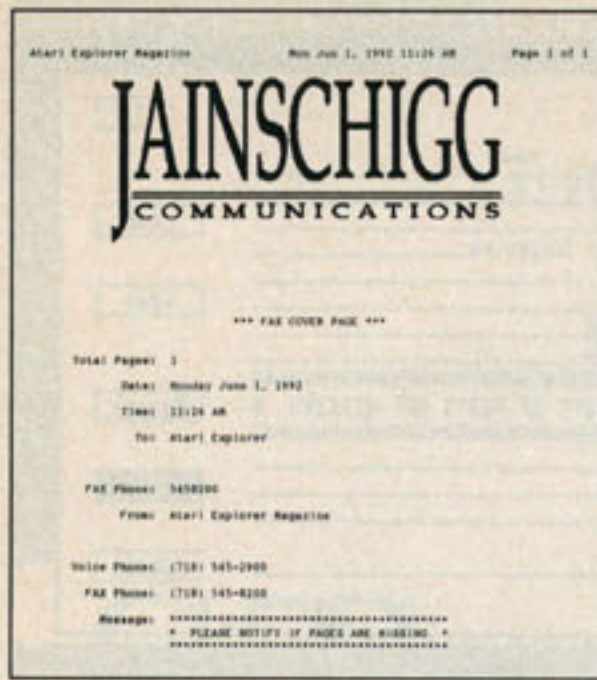 Atari Explorer Magazine Mon Jun 1, 1992 11:26 AM Page 1 of 1
JAINSCHIGG
COMMUNICATIONS
*** FAX COVER PAGE ***
Total Pages: 1
Date: Monday June 1, 1992
Time: 11:26 AM
To: Atari Explorer
FAX Phone: 5458200
From: Atari Explorer Magazine
Voice Phone: (718) 545-2900
FAX Phone: (718) 545-8200
Message: ****************************************
* PLEASE NOTIFY IF PAGES ARE MISSING. *
****************************************